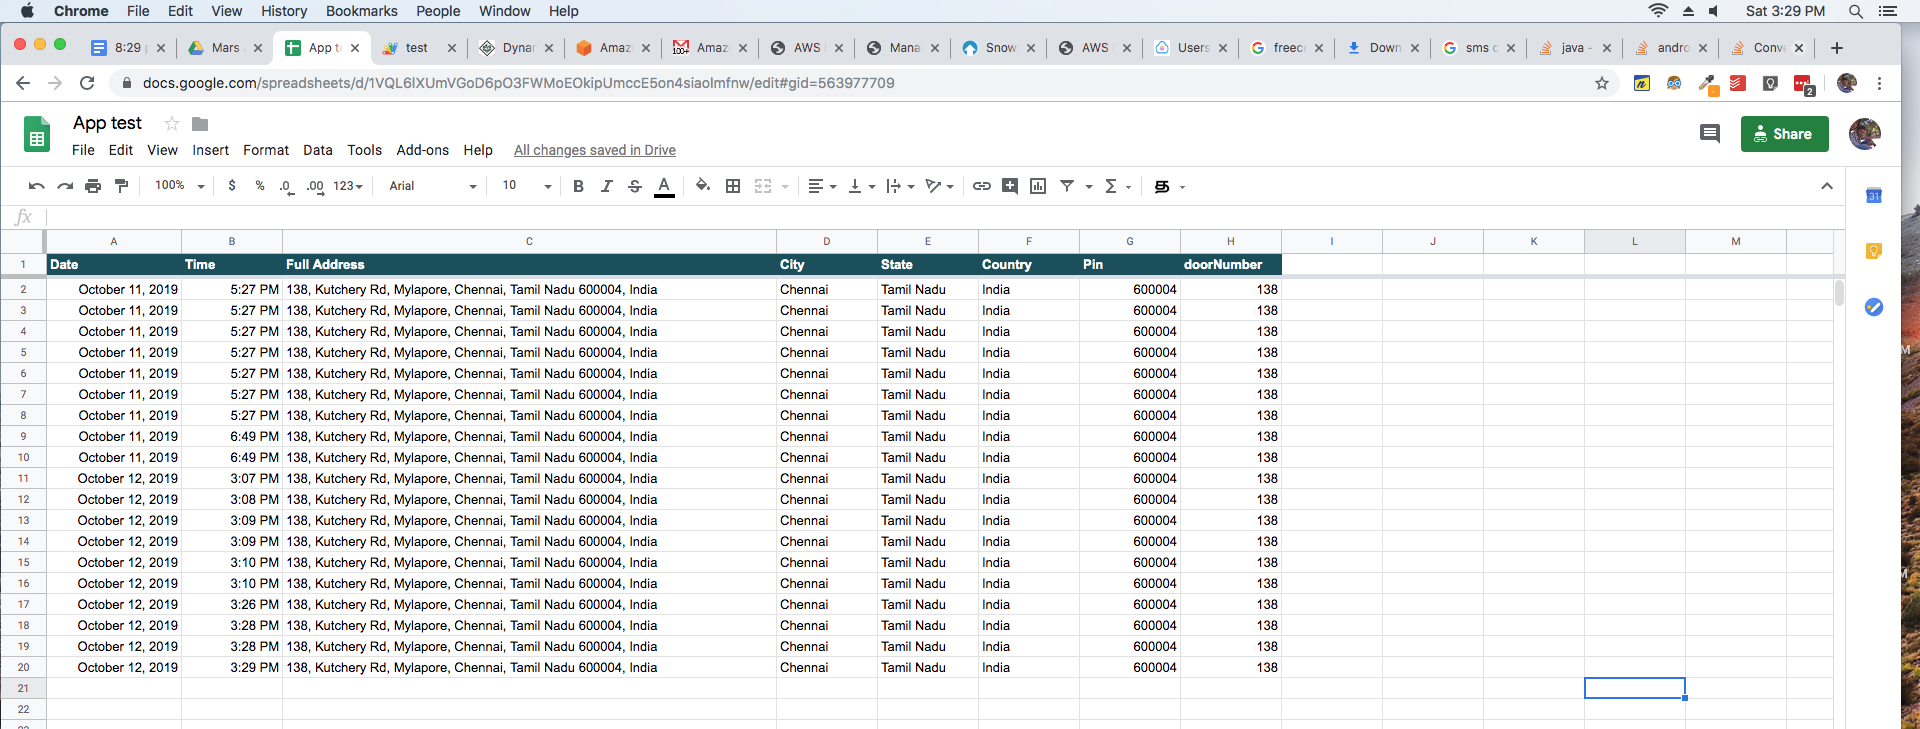 Chrome File Edit View History Bookmarks People Window Help Sat 3:29 PM
8:29 Mars App te test Dynar Amaz Amaz AWS Mana Snow AWS Users freec Down sms c java - andro Conve
docs.google.com/spreadsheets/d/1VQL6lXUmVGoD6pO3FWMoEOkipUmccE5on4siaolmfnw/edit#gid=563977709
App test
Share
File Edit View Insert Format Data Tools Add-ons Help All changes saved in Drive
100% $ % .0 .00 123 Arial 10 B I S A
fx
A B C D E F G H I J K L M
1 Date Time Full Address City State Country Pin doorNumber
2 October 11, 2019 5:27 PM 138, Kutchery Rd, Mylapore, Chennai, Tamil Nadu 600004, India Chennai Tamil Nadu India 600004 138
3 October 11, 2019 5:27 PM 138, Kutchery Rd, Mylapore, Chennai, Tamil Nadu 600004, India Chennai Tamil Nadu India 600004 138
4 October 11, 2019 5:27 PM 138, Kutchery Rd, Mylapore, Chennai, Tamil Nadu 600004, India Chennai Tamil Nadu India 600004 138
5 October 11, 2019 5:27 PM 138, Kutchery Rd, Mylapore, Chennai, Tamil Nadu 600004, India Chennai Tamil Nadu India 600004 138
6 October 11, 2019 5:27 PM 138, Kutchery Rd, Mylapore, Chennai, Tamil Nadu 600004, India Chennai Tamil Nadu India 600004 138
7 October 11, 2019 5:27 PM 138, Kutchery Rd, Mylapore, Chennai, Tamil Nadu 600004, India Chennai Tamil Nadu India 600004 138
8 October 11, 2019 5:27 PM 138, Kutchery Rd, Mylapore, Chennai, Tamil Nadu 600004, India Chennai Tamil Nadu India 600004 138
9 October 11, 2019 6:49 PM 138, Kutchery Rd, Mylapore, Chennai, Tamil Nadu 600004, India Chennai Tamil Nadu India 600004 138
10 October 11, 2019 6:49 PM 138, Kutchery Rd, Mylapore, Chennai, Tamil Nadu 600004, India Chennai Tamil Nadu India 600004 138
11 October 12, 2019 3:07 PM 138, Kutchery Rd, Mylapore, Chennai, Tamil Nadu 600004, India Chennai Tamil Nadu India 600004 138
12 October 12, 2019 3:08 PM 138, Kutchery Rd, Mylapore, Chennai, Tamil Nadu 600004, India Chennai Tamil Nadu India 600004 138
13 October 12, 2019 3:09 PM 138, Kutchery Rd, Mylapore, Chennai, Tamil Nadu 600004, India Chennai Tamil Nadu India 600004 138
14 October 12, 2019 3:09 PM 138, Kutchery Rd, Mylapore, Chennai, Tamil Nadu 600004, India Chennai Tamil Nadu India 600004 138
15 October 12, 2019 3:10 PM 138, Kutchery Rd, Mylapore, Chennai, Tamil Nadu 600004, India Chennai Tamil Nadu India 600004 138
16 October 12, 2019 3:10 PM 138, Kutchery Rd, Mylapore, Chennai, Tamil Nadu 600004, India Chennai Tamil Nadu India 600004 138
17 October 12, 2019 3:26 PM 138, Kutchery Rd, Mylapore, Chennai, Tamil Nadu 600004, India Chennai Tamil Nadu India 600004 138
18 October 12, 2019 3:28 PM 138, Kutchery Rd, Mylapore, Chennai, Tamil Nadu 600004, India Chennai Tamil Nadu India 600004 138
19 October 12, 2019 3:28 PM 138, Kutchery Rd, Mylapore, Chennai, Tamil Nadu 600004, India Chennai Tamil Nadu India 600004 138
20 October 12, 2019 3:29 PM 138, Kutchery Rd, Mylapore, Chennai, Tamil Nadu 600004, India Chennai Tamil Nadu India 600004 138
21
22